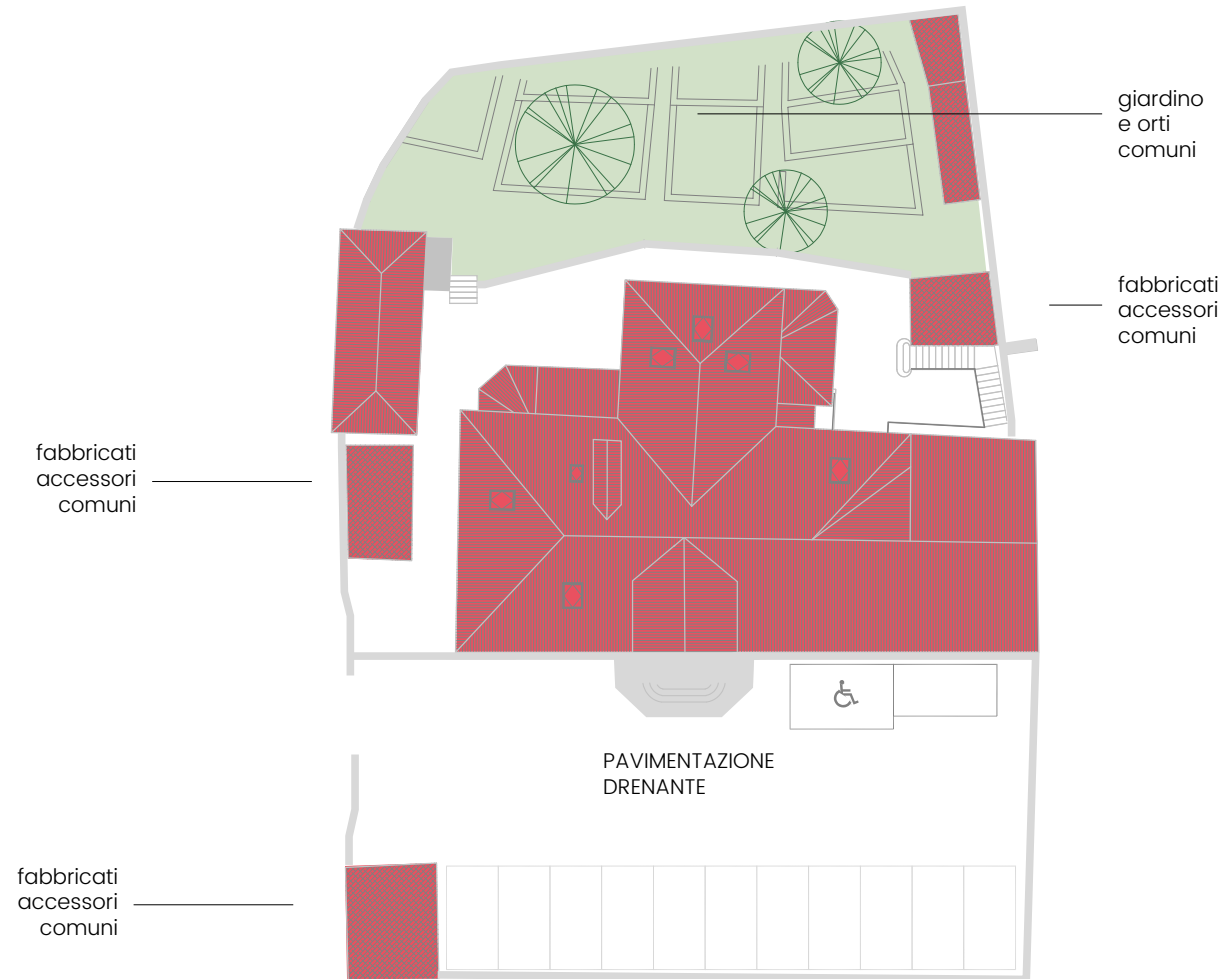 giardino
e orti
comuni
fabbricati
accessori
comuni
fabbricati
accessori
comuni
PAVIMENTAZIONE
DRENANTE
fabbricati
accessori
comuni